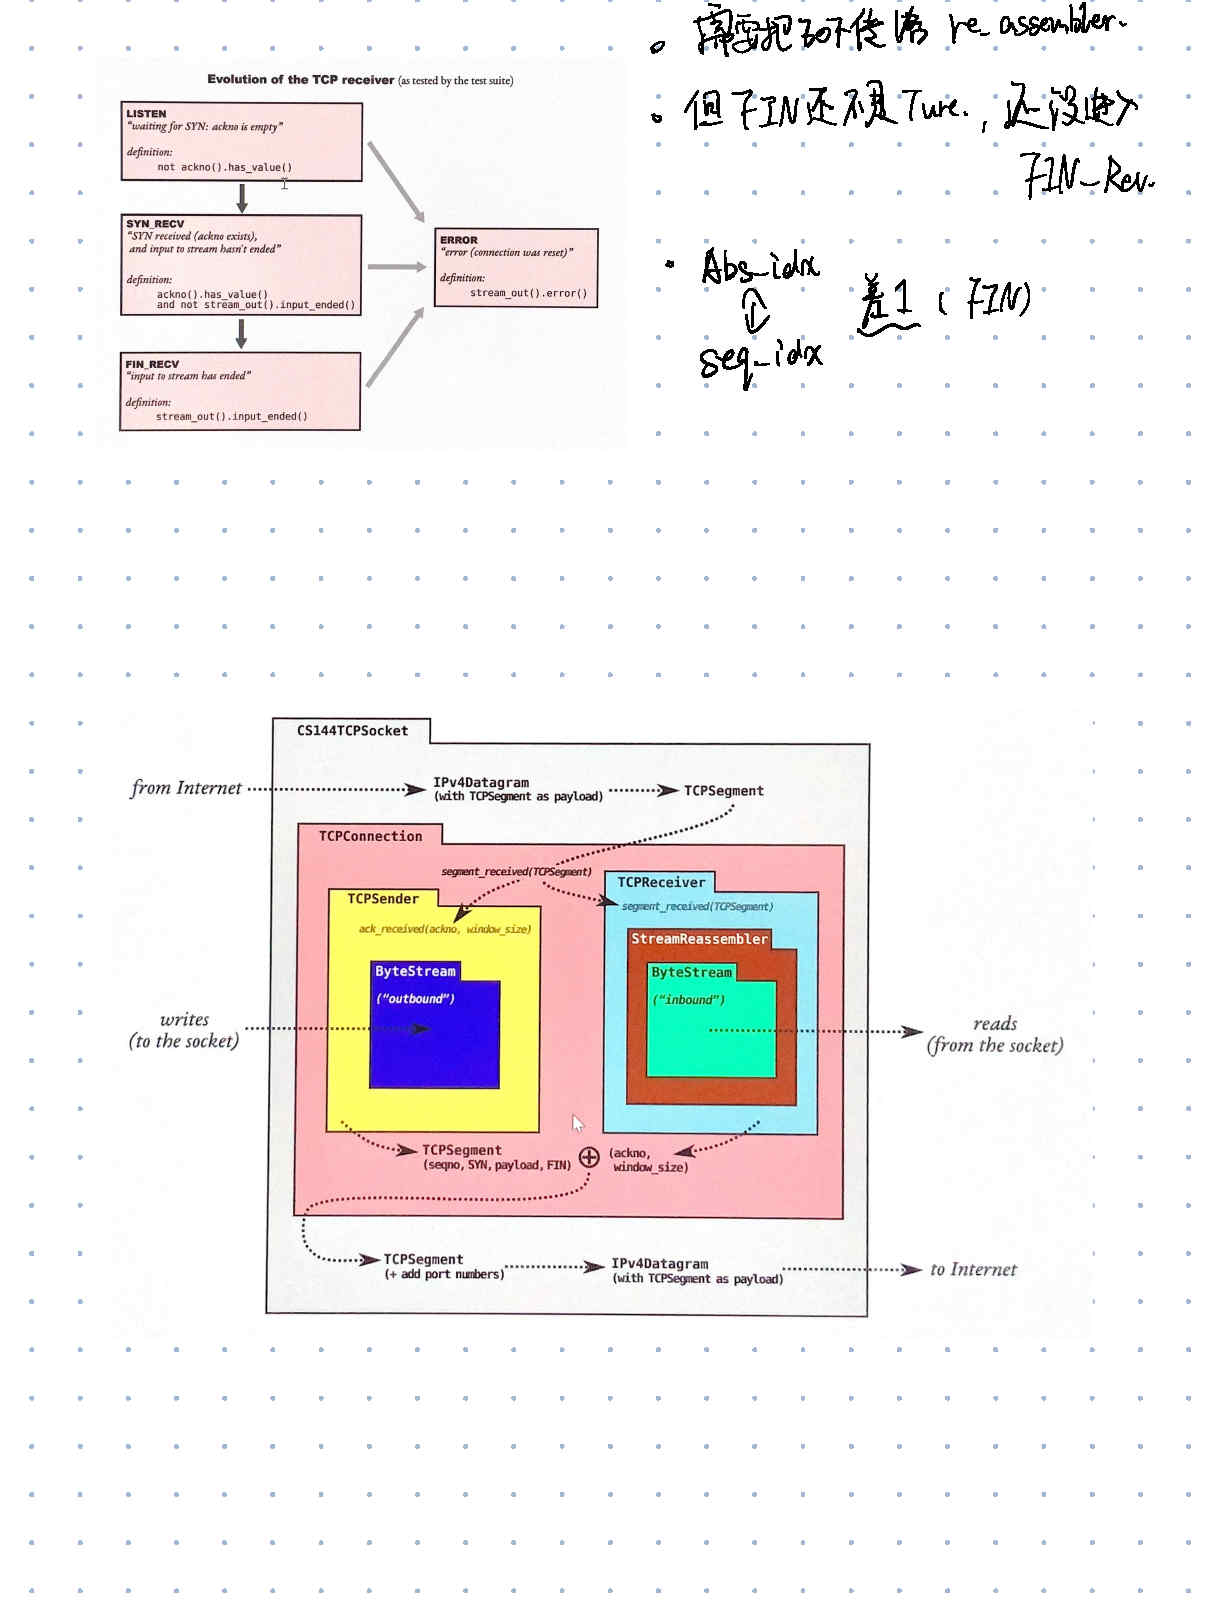 需要把 eof 传给 re_assembler.
但 FIN 还不是 Ture. , 还没进入
FIN_Rev.
Abs_idx
差1 ( FIN)
seq_idx
Evolution of the TCP receiver (as tested by the test suite)
LISTEN
“waiting for SYN: ackno is empty”
definition:
not ackno().has_value()
SYN_RECV
“SYN received (ackno exists),
and input to stream hasn't ended”
definition:
ackno().has_value()
and not stream_out().input_ended()
FIN_RECV
“input to stream has ended”
definition:
stream_out().input_ended()
ERROR
“error (connection was reset)”
definition:
stream_out().error()
CS144TCPSocket
from Internet
IPv4Datagram
(with TCPSegment as payload)
TCPSegment
TCPConnection
segment_received(TCPSegment)
TCPSender
ack_received(ackno, window_size)
ByteStream
(“outbound”)
TCPReceiver
segment_received(TCPSegment)
StreamReassembler
ByteStream
(“inbound”)
writes
(to the socket)
reads
(from the socket)
TCPSegment
(seqno, SYN, payload, FIN)
(ackno,
window_size)
TCPSegment
(+ add port numbers)
IPv4Datagram
(with TCPSegment as payload)
to Internet